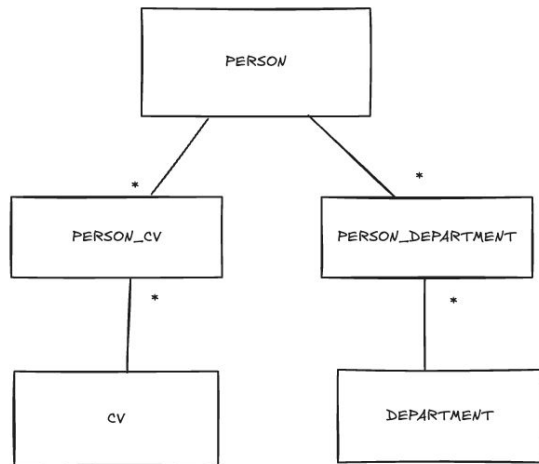 PERSON
*
*
PERSON_CV
PERSON_DEPARTMENT
*
*
CV
DEPARTMENT